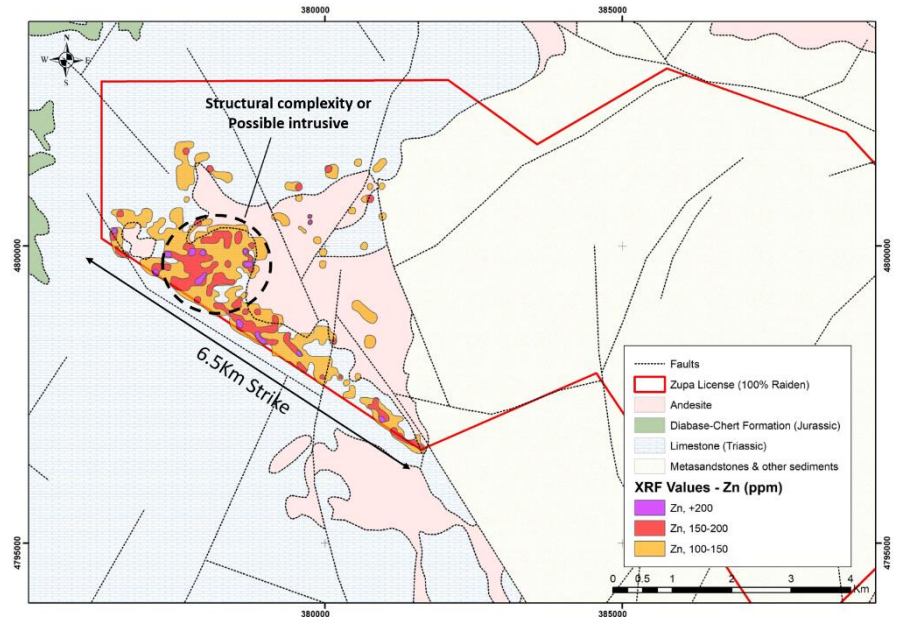 380000
385000
N
W
E
S
Structural complexity or
Possible intrusive
4800000
4800000
6.5Km Strike
Faults
Zupa License (100% Raiden)
Andesite
Diabase-Chert Formation (Jurassic)
Limestone (Triassic)
Metasandstones & other sediments
XRF Values - Zn (ppm)
Zn, +200
Zn, 150-200
Zn, 100-150
4795000
4795000
0 0.5 1 2 3 4
Km
380000
385000